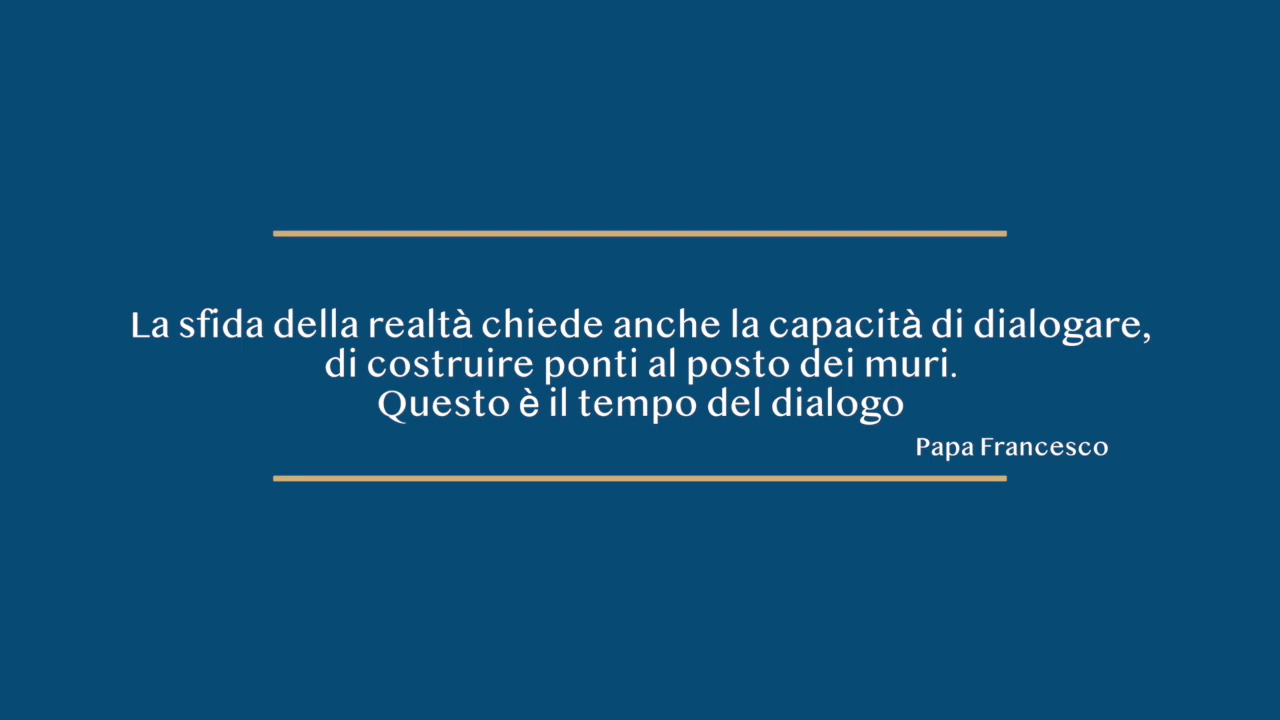 La sfida della realtà chiede anche la capacità di dialogare,
di costruire ponti al posto dei muri.
Questo è il tempo del dialogo
Papa Francesco